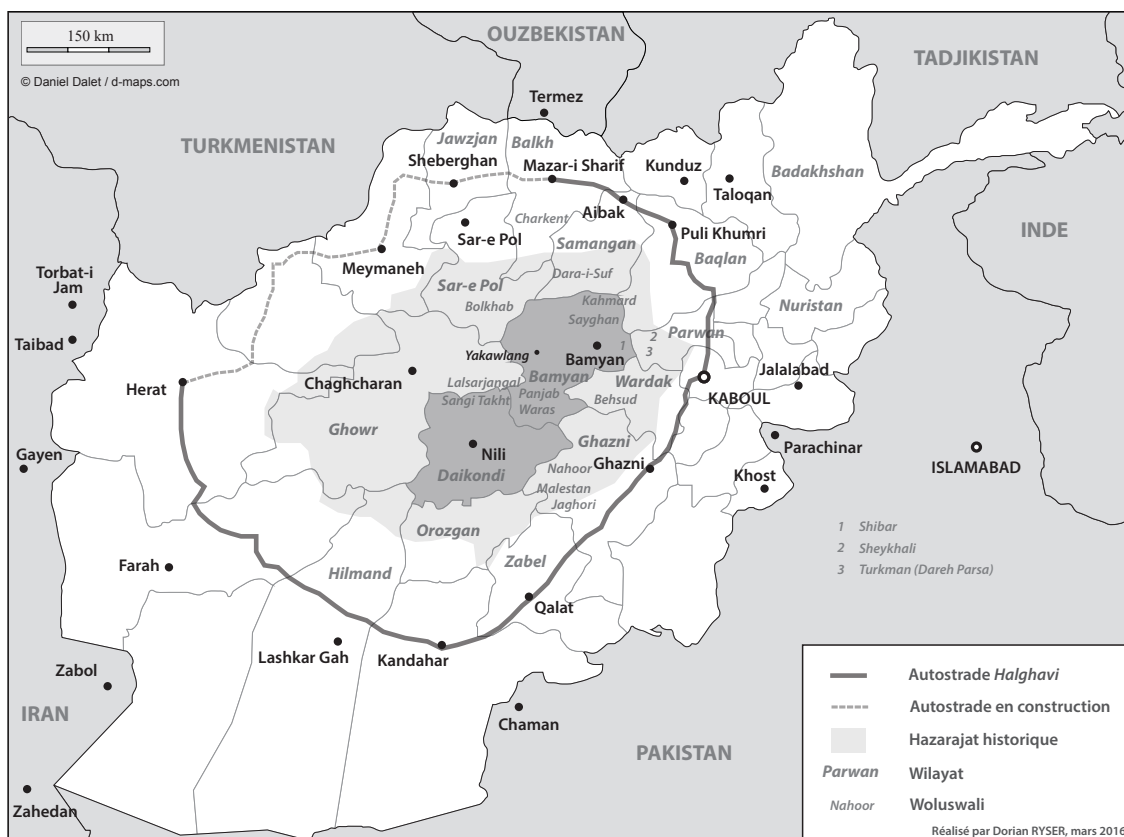 150 km
© Daniel Dalet / d-maps.com
OUZBEKISTAN
TADJIKISTAN
TURKMENISTAN
Termez
Jawzjan
Balkh
Sheberghan
Mazar-i Sharif
Kunduz
Taloqan
Badakhshan
Aibak
Charkent
Sar-e Pol
Puli Khumri
INDE
Samangan
Baqlan
Meymaneh
Torbat-i
Jam
Dara-i-Suf
Sar-e Pol
Bolkhab
Kahmard
Sayghan
Nuristan
Parwan
2
3
1
Taibad
Yakawlang
Bamyan
Jalalabad
Herat
Chaghcharan
Lalsarjangal
Bamyan
Wardak
KABOUL
Sangi Takht
Panjab
Waras
Behsud
Ghowr
Ghazni
Parachinar
Nili
Gayen
Nahoor
Ghazni
ISLAMABAD
Daikondi
Khost
Malestan
Jaghori
Orozgan
1 Shibar
2 Sheykhali
3 Turkman (Dareh Parsa)
Farah
Hilmand
Zabel
Qalat
Lashkar Gah
Kandahar
Zabol
Chaman
IRAN
PAKISTAN
Zahedan
Autostrade Halghavi
Autostrade en construction
Hazarajat historique
Parwan Wilayat
Nahoor Woluswali
Réalisé par Dorian RYSER, mars 2016